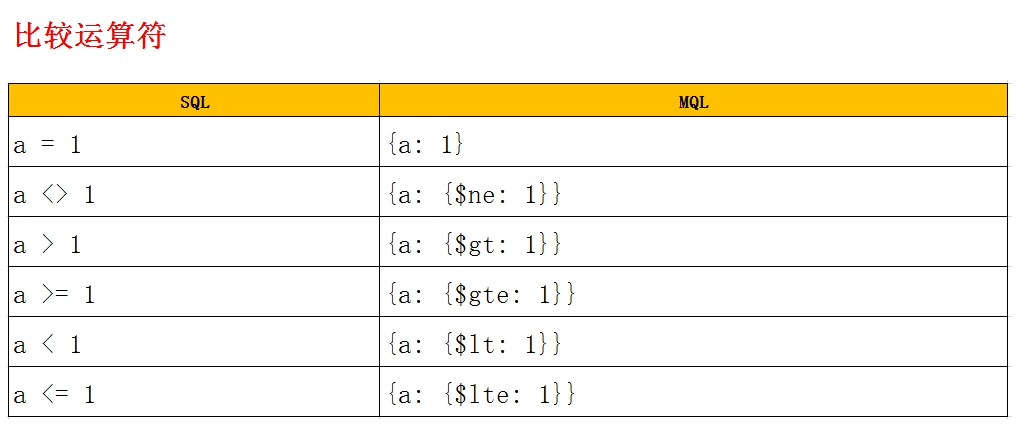 比较运算符
SQL MQL
a = 1 {a: 1}
a <> 1 {a: {$ne: 1}}
a > 1 {a: {$gt: 1}}
a >= 1 {a: {$gte: 1}}
a < 1 {a: {$lt: 1}}
a <= 1 {a: {$lte: 1}}